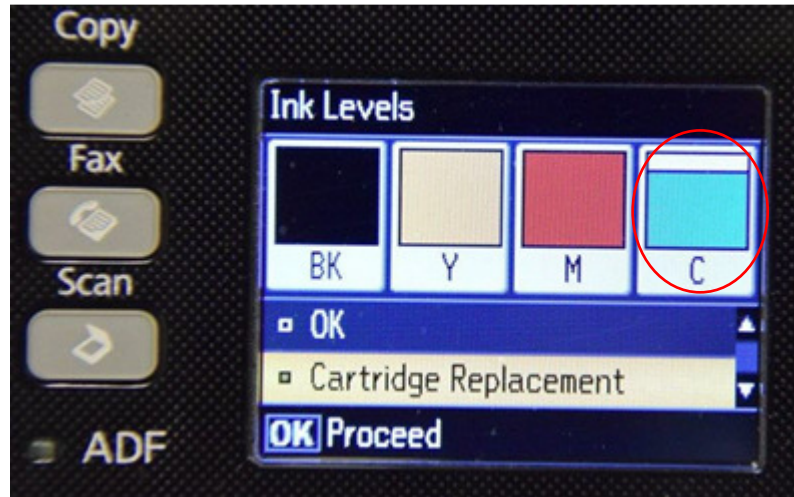 Copy
Fax
Scan
ADF
Ink Levels
BK Y M C
OK
Cartridge Replacement
OK Proceed